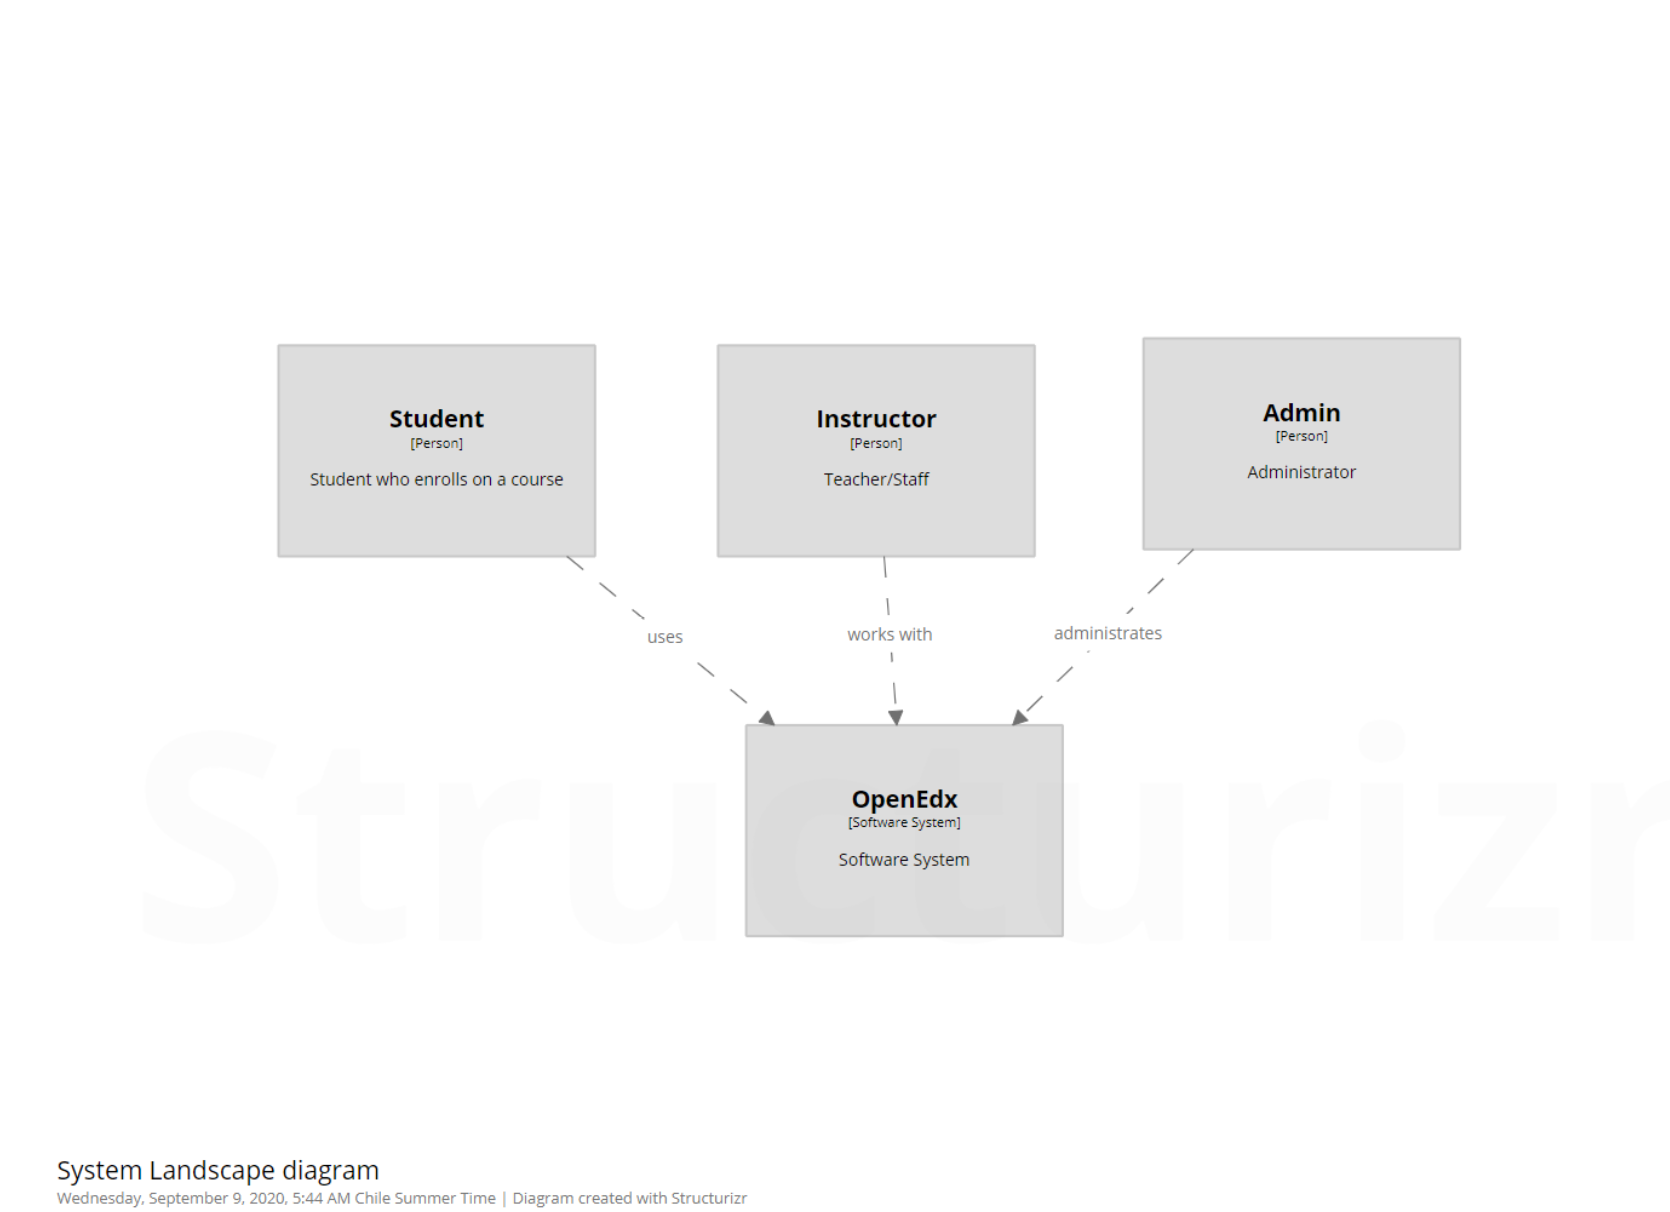 Student
[Person]
Student who enrolls on a course
Instructor
[Person]
Teacher/Staff
Admin
[Person]
Administrator
uses
works with
administrates
OpenEdx
[Software System]
Software System
Structurizr
System Landscape diagram
Wednesday, September 9, 2020, 5:44 AM Chile Summer Time | Diagram created with Structurizr